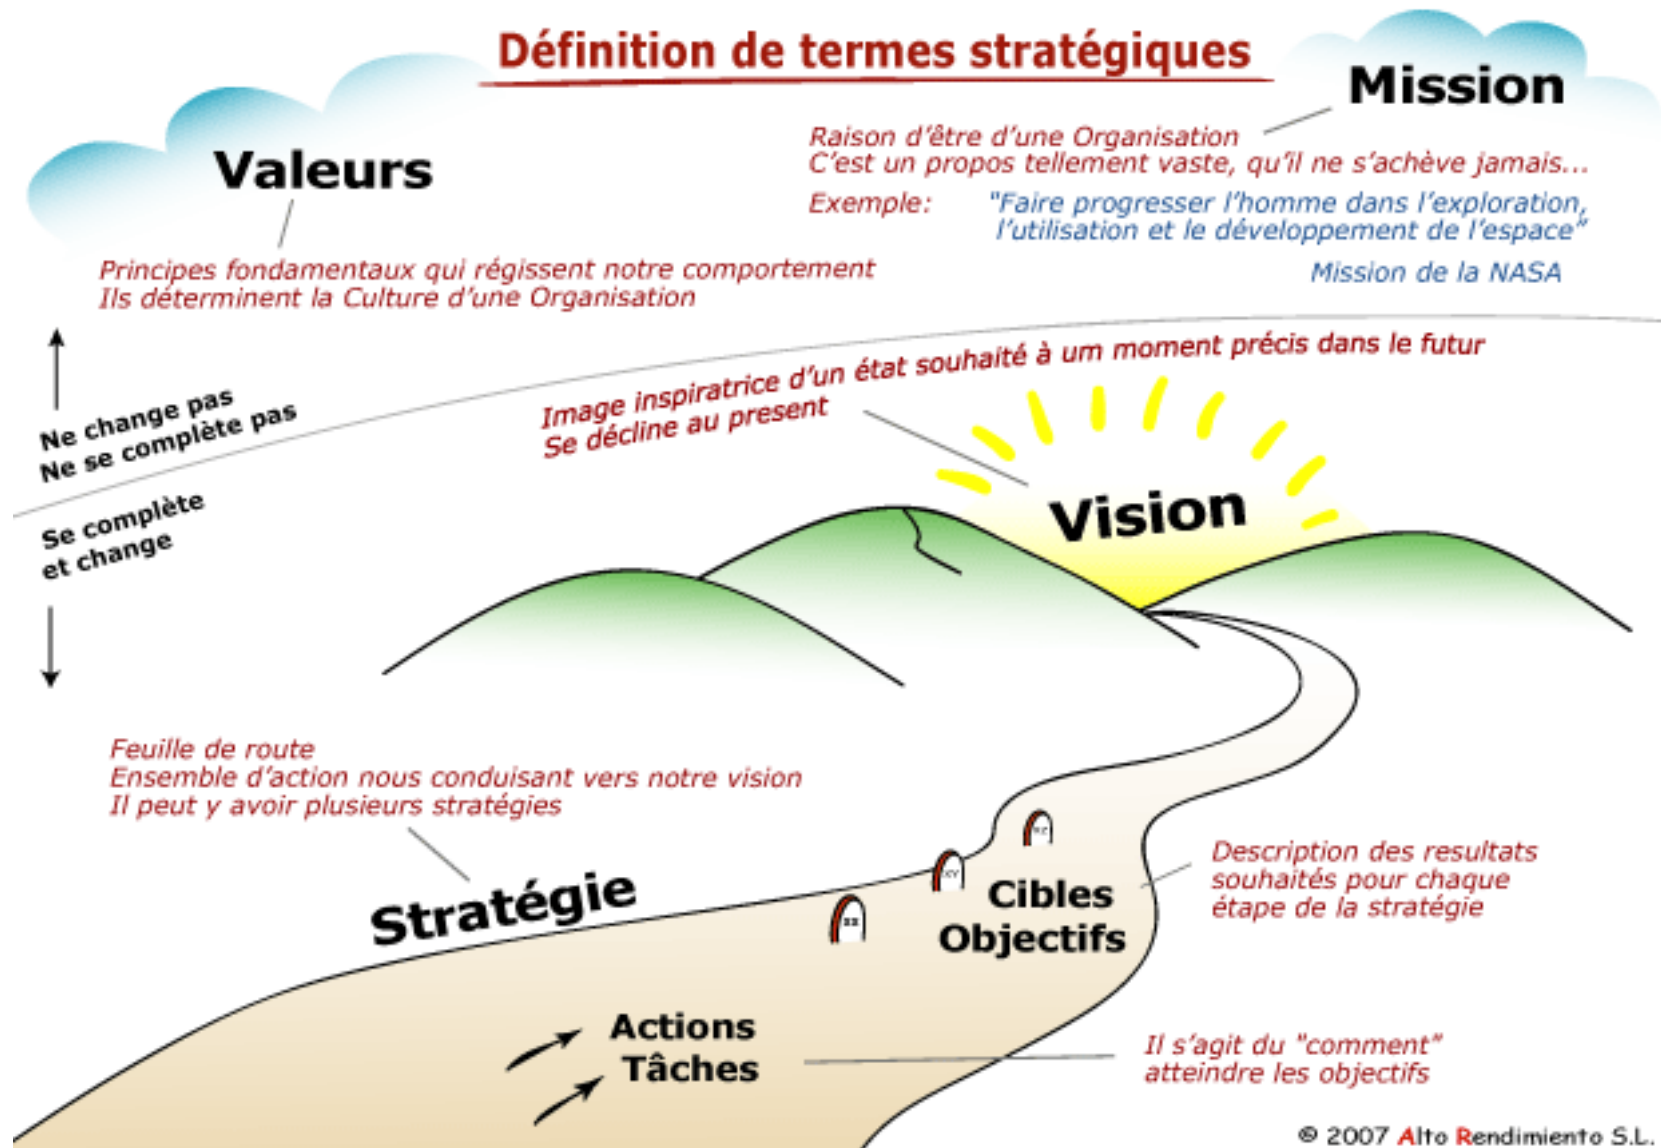 Définition de termes stratégiques
Mission
Raison d'être d'une Organisation
C'est un propos tellement vaste, qu'il ne s'achève jamais...
Exemple: "Faire progresser l'homme dans l'exploration,
l'utilisation et le développement de l'espace"
Mission de la NASA
Valeurs
Principes fondamentaux qui régissent notre comportement
Ils déterminent la Culture d'une Organisation
Ne change pas
Ne se complète pas
Se complète
et change
Image inspiratrice d'un état souhaité à um moment précis dans le futur
Se décline au present
Vision
Feuille de route
Ensemble d'action nous conduisant vers notre vision
Il peut y avoir plusieurs stratégies
Stratégie
Cibles
Objectifs
Description des resultats
souhaités pour chaque
étape de la stratégie
Actions
Tâches
Il s'agit du "comment"
atteindre les objectifs
© 2007 Alto Rendimiento S.L.